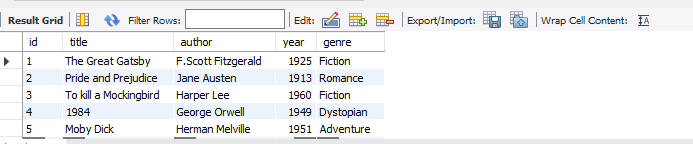 Result Grid Filter Rows: Edit: Export/Import: Wrap Cell Content: IA
id title author year genre
1 The Great Gatsby F.Scott Fitzgerald 1925 Fiction
2 Pride and Prejudice Jane Austen 1913 Romance
3 To kill a Mockingbird Harper Lee 1960 Fiction
4 1984 George Orwell 1949 Dystopian
5 Moby Dick Herman Melville 1951 Adventure